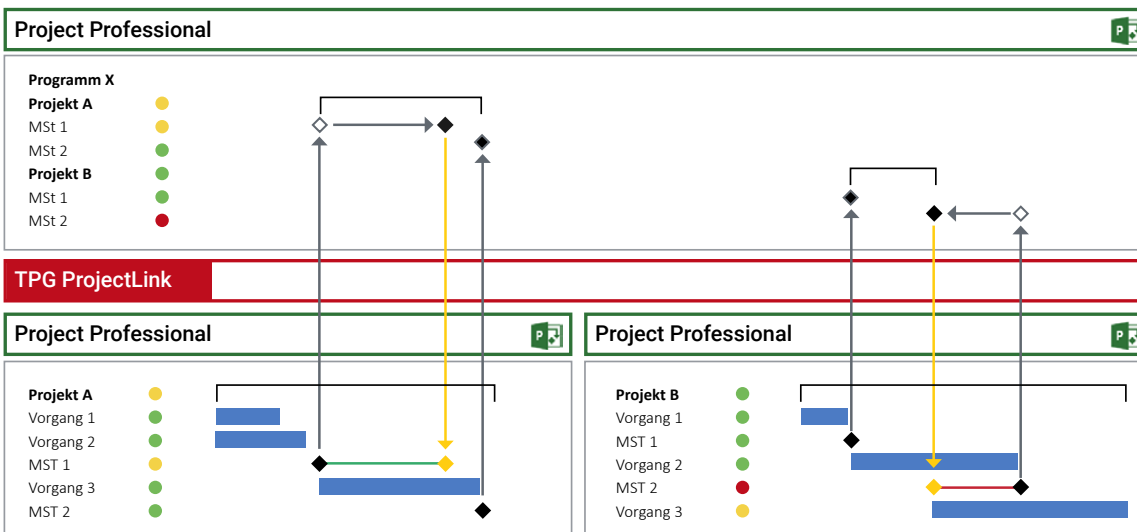 Project Professional
P
Programm X
Projekt A
MSt 1
MSt 2
Projekt B
MSt 1
MSt 2
TPG ProjectLink
Project Professional
P
Projekt A
Vorgang 1
Vorgang 2
MST 1
Vorgang 3
MST 2
Project Professional
P
Projekt B
Vorgang 1
MST 1
Vorgang 2
MST 2
Vorgang 3